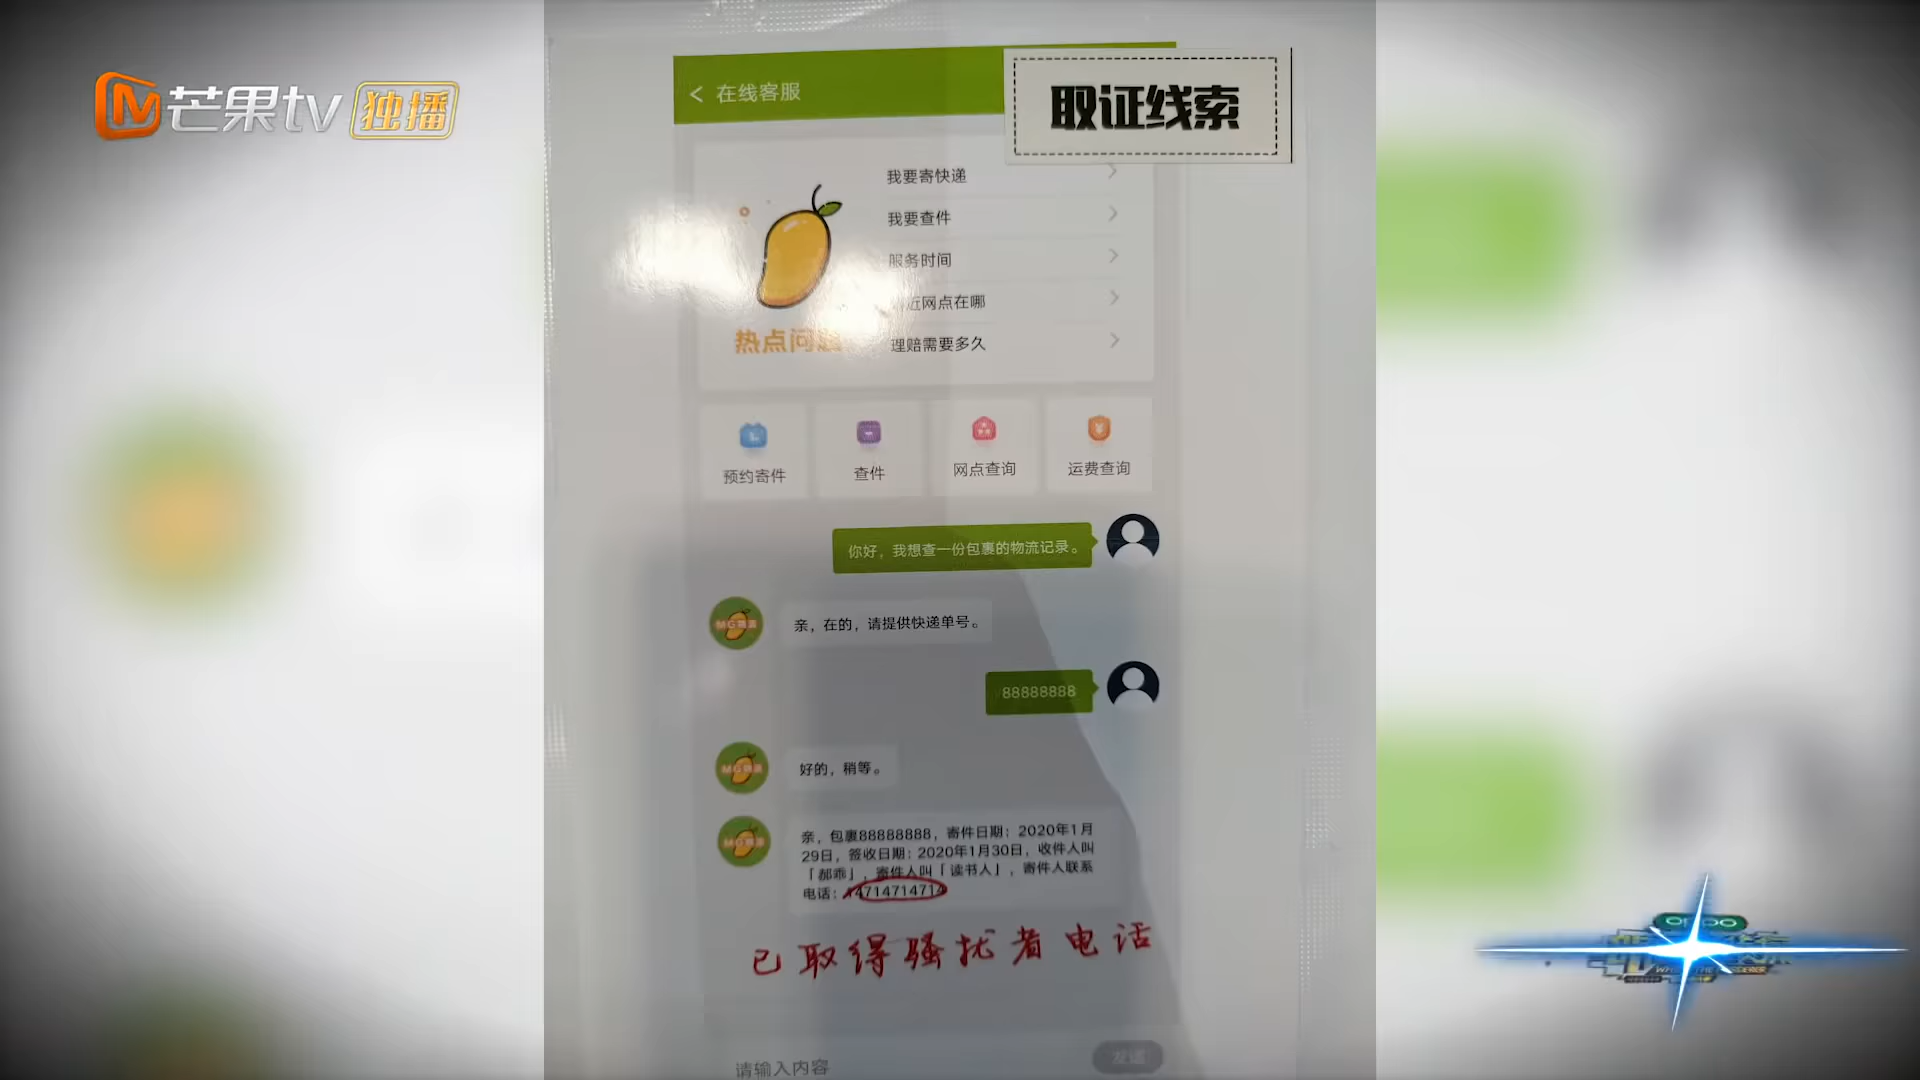 芒果tv 独播
取证线索
< 在线客服
我要寄快递
我要查件
服务时间
近网点在哪
理赔需要多久
热点问题
预约寄件
查件
网点查询
运费查询
你好，我想查一份包裹的物流记录。
亲，在的，请提供快递单号。
88888888
好的，稍等。
亲，包裹88888888，寄件日期：2020年1月
29日，签收日期：2020年1月30日，收件人叫
「郝乖」，寄件人叫「读书人」，寄件人联系
电话：14714714714
已取得骚扰者电话
请输入内容
发送
oppo